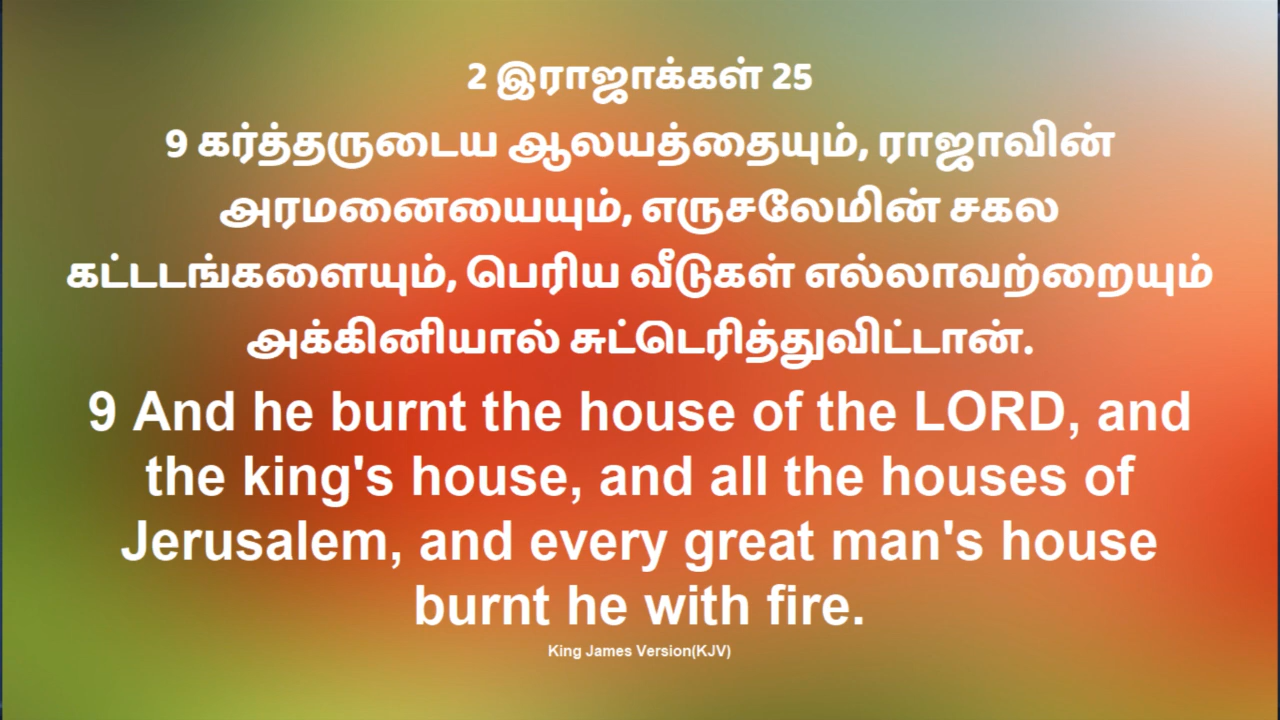 2 இராஜாக்கள் 25
9 கர்த்தருடைய ஆலயத்தையும், ராஜாவின்
அரமனையையும், எருசலேமின் சகல
கட்டடங்களையும், பெரிய வீடுகள் எல்லாவற்றையும்
அக்கினியால் சுட்டெரித்துவிட்டான்.
9 And he burnt the house of the LORD, and
the king's house, and all the houses of
Jerusalem, and every great man's house
burnt he with fire.
King James Version(KJV)